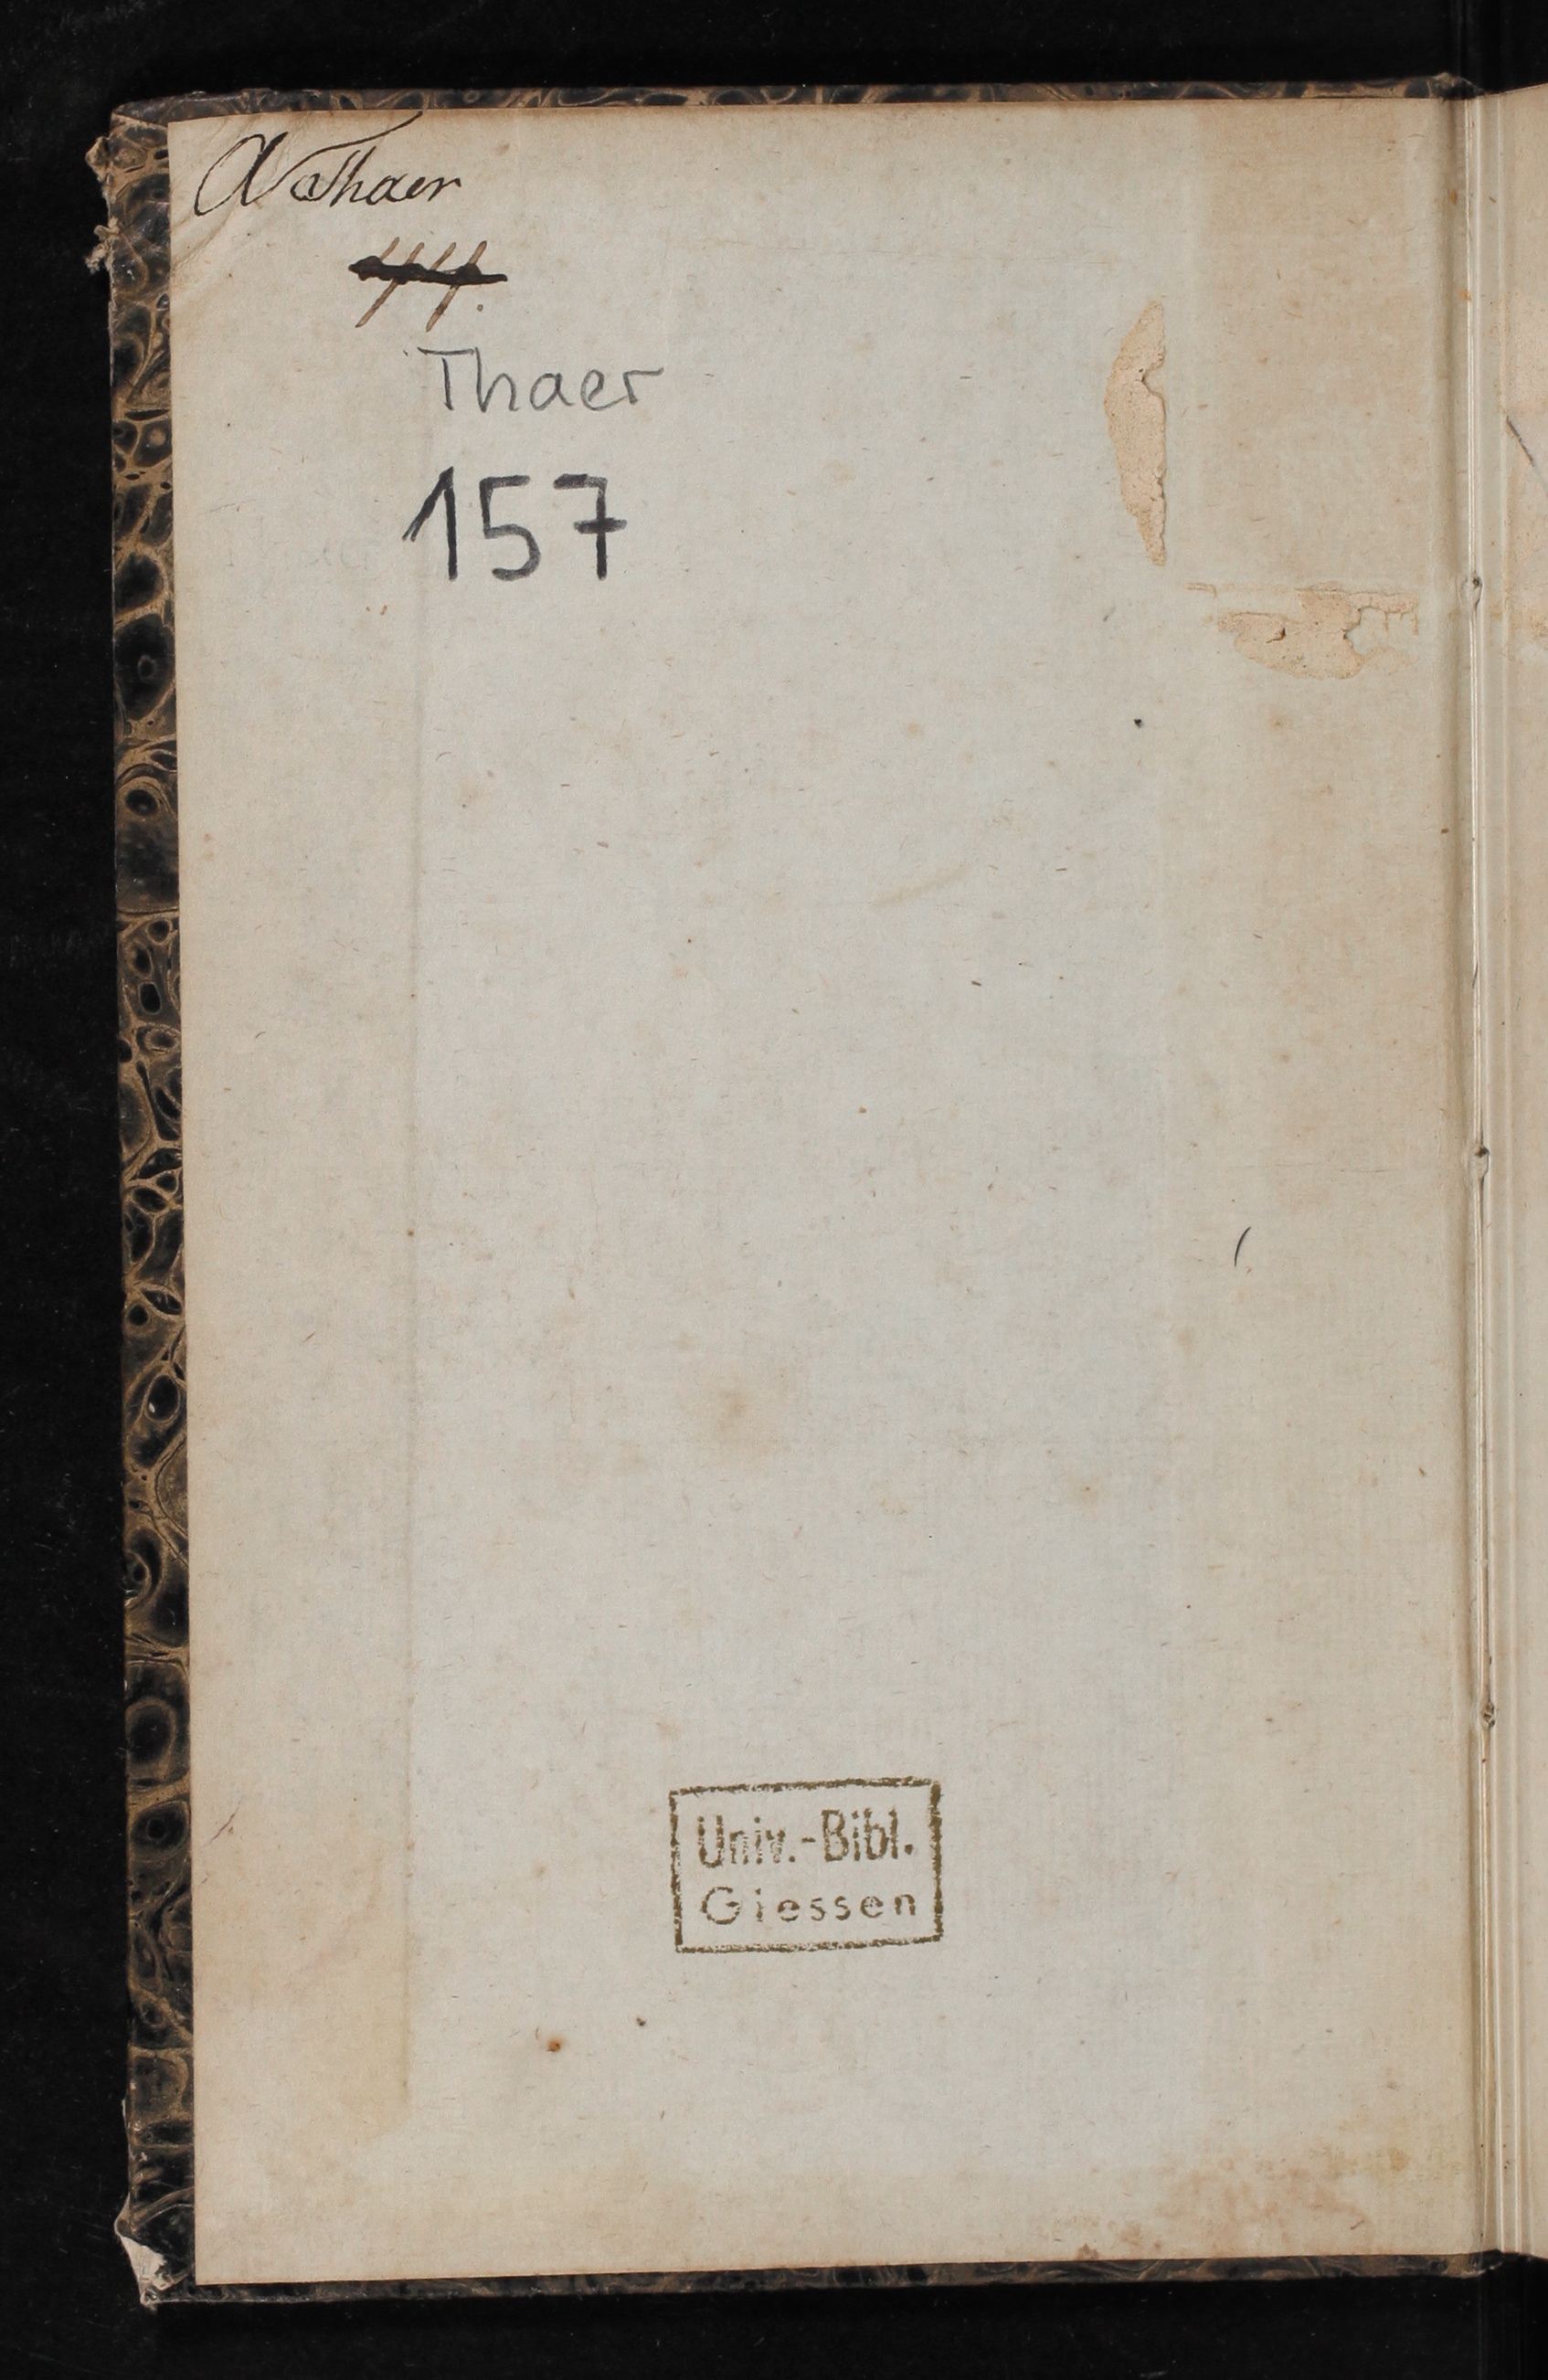 A Thaer
44.
Thaer
157
Univ.-Bibl.
Giessen